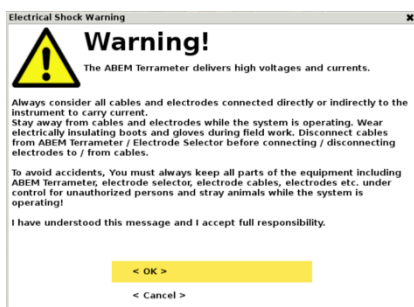 Electrical Shock Warning
Warning!
The ABEM Terrameter delivers high voltages and currents.
Always consider all cables and electrodes connected directly or indirectly to the
instrument to carry current.
Stay away from cables and electrodes while the system is operating. Wear
electrically insulating boots and gloves during field work. Disconnect cables
from ABEM Terrameter / Electrode Selector before connecting / disconnecting
electrodes to / from cables.
To avoid accidents, You must always keep all parts of the equipment including
ABEM Terrameter, electrode selector, electrode cables, electrodes etc. under
control for unauthorized persons and stray animals while the system is
operating!
I have understood this message and I accept full responsibility.
< OK >
< Cancel >